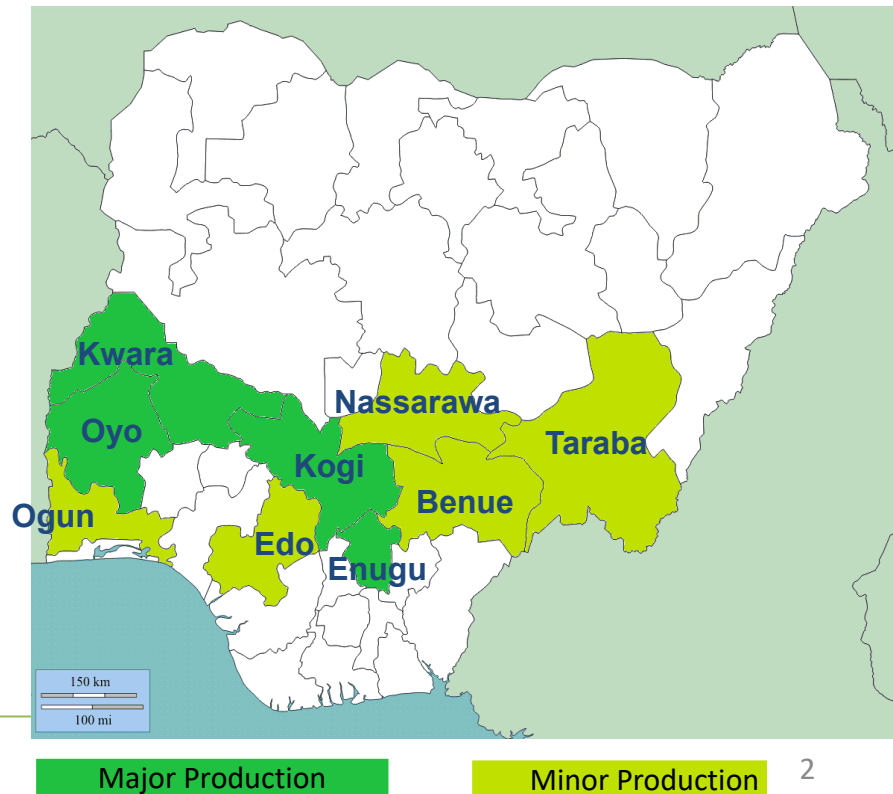 Kwara
Nassarawa
Oyo
Taraba
Kogi
Benue
Ogun
Edo
Enugu
150 km
100 mi
Major Production
Minor Production
2